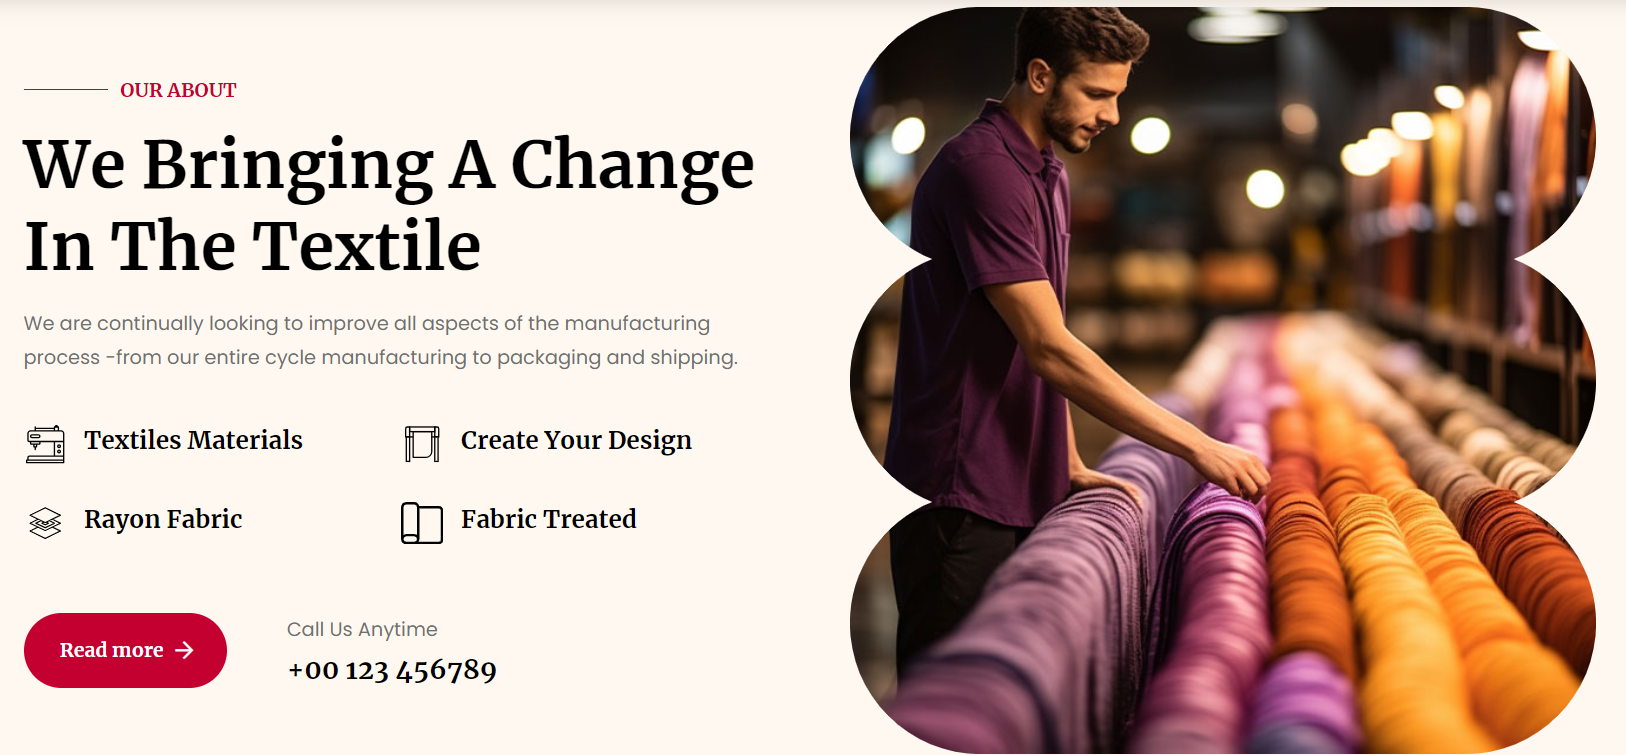 OUR ABOUT
We Bringing A Change
In The Textile
We are continually looking to improve all aspects of the manufacturing
process -from our entire cycle manufacturing to packaging and shipping.
Textiles Materials
Create Your Design
Rayon Fabric
Fabric Treated
Read more
Call Us Anytime
+00 123 456789